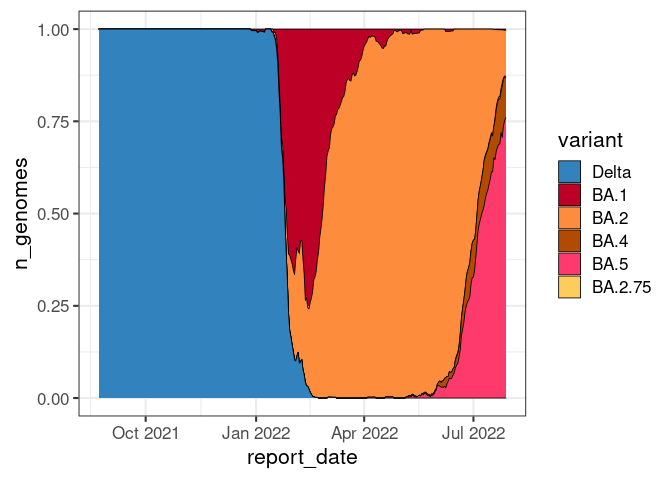 1.00
0.75
0.50
0.25
0.00
n_genomes
Oct 2021
Jan 2022
Apr 2022
Jul 2022
report_date
variant
Delta
BA.1
BA.2
BA.4
BA.5
BA.2.75